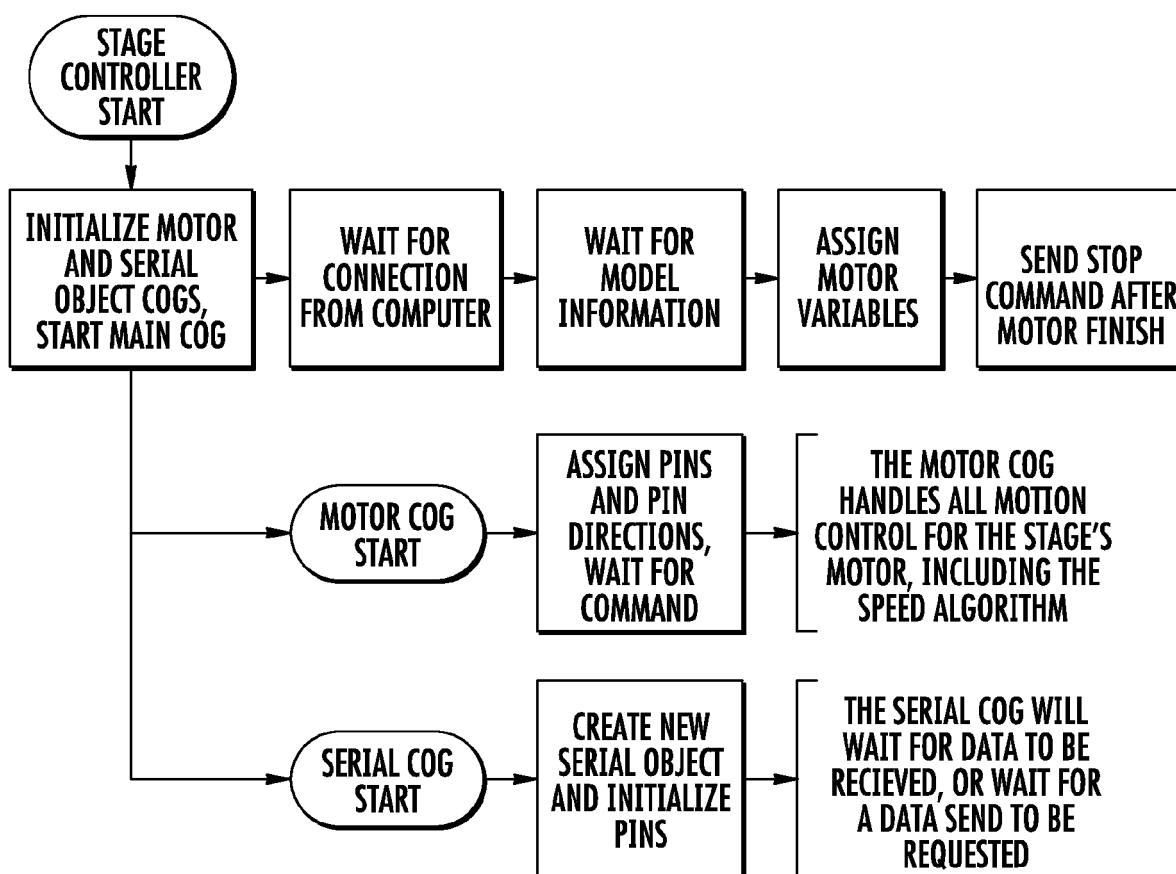 STAGE
CONTROLLER
START
INITIALIZE MOTOR
AND SERIAL
OBJECT COGS,
START MAIN COG
WAIT FOR
CONNECTION
FROM COMPUTER
WAIT FOR
MODEL
INFORMATION
ASSIGN
MOTOR
VARIABLES
SEND STOP
COMMAND AFTER
MOTOR FINISH
MOTOR COG
START
ASSIGN PINS
AND PIN
DIRECTIONS,
WAIT FOR
COMMAND
THE MOTOR COG
HANDLES ALL MOTION
CONTROL FOR THE STAGE'S
MOTOR, INCLUDING THE
SPEED ALGORITHM
SERIAL COG
START
CREATE NEW
SERIAL OBJECT
AND INITIALIZE
PINS
THE SERIAL COG WILL
WAIT FOR DATA TO BE
RECIEVED, OR WAIT FOR
A DATA SEND TO BE
REQUESTED